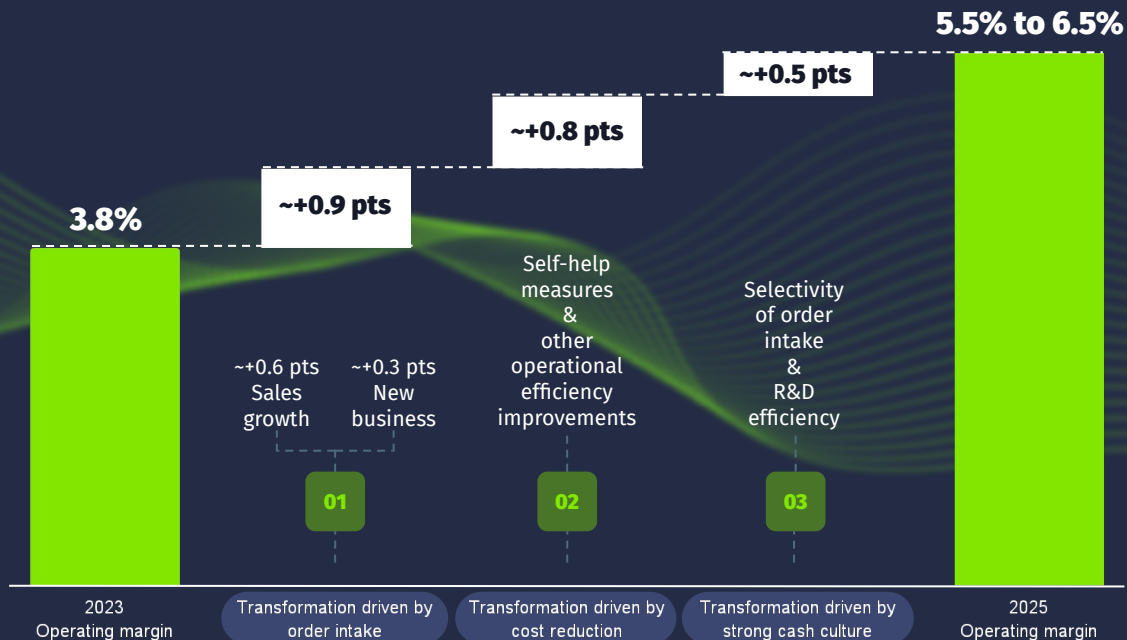 5.5% to 6.5%
~+0.5 pts
~+0.8 pts
~+0.9 pts
3.8%
~+0.6 pts
Sales
growth
~+0.3 pts
New
business
Self-help
measures
&
other
operational
efficiency
improvements
Selectivity
of order
intake
&
R&D
efficiency
01
02
03
2023
Operating margin
Transformation driven by
order intake
Transformation driven by
cost reduction
Transformation driven by
strong cash culture
2025
Operating margin